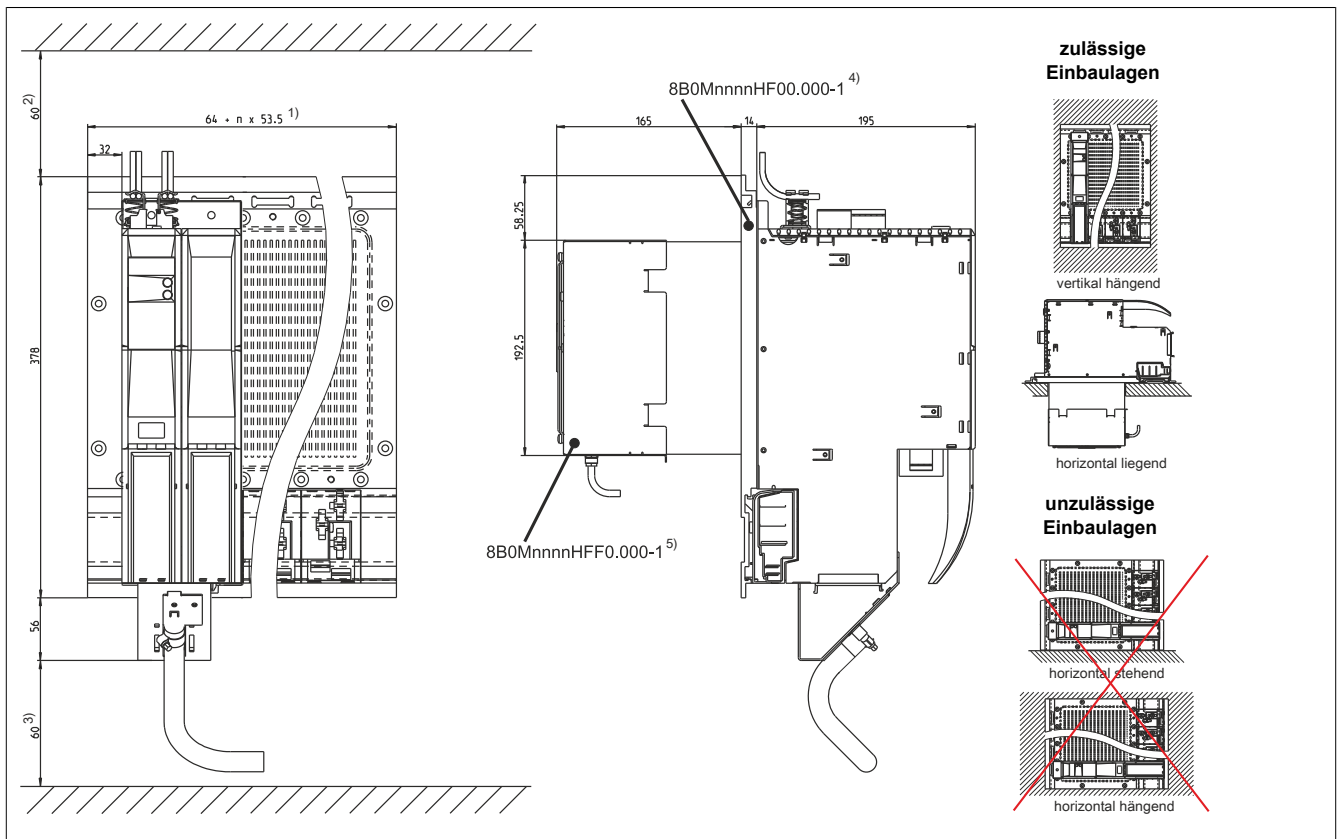 60 2)
64 + n x 53.5 1)
32
378
56
60 3)
8B0MnnnnHF00.000-1 4)
165
14
195
58.25
192.5
8B0MnnnnHFF0.000-1 5)
zulässige
Einbaulagen
vertikal hängend
horizontal liegend
unzulässige
Einbaulagen
horizontal stehend
horizontal hängend